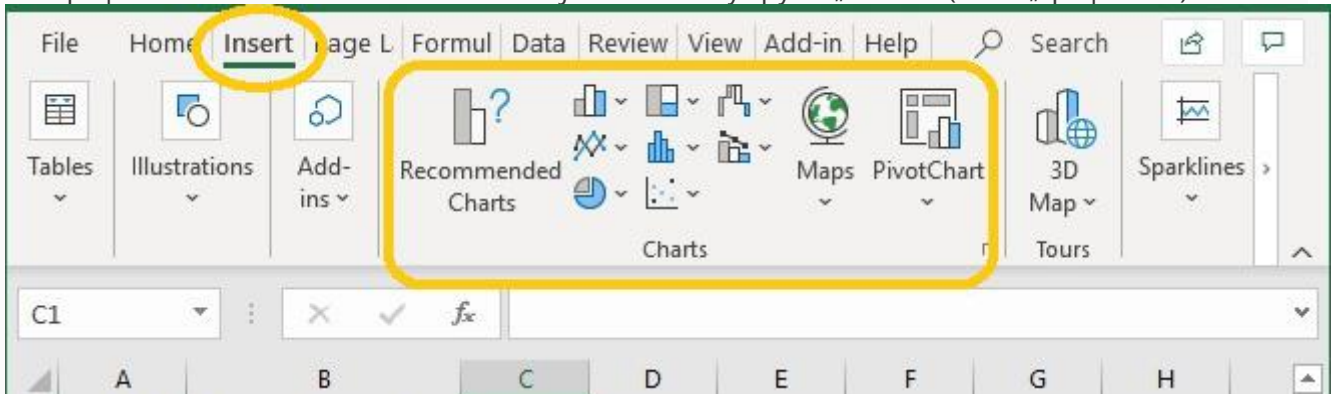 File Home Insert Page L Formul Data Review View Add-in Help Search
Tables Illustrations Add-ins Recommended Charts Maps PivotChart 3D Map Sparklines
Charts Tours
C1 fx
A B C D E F G H